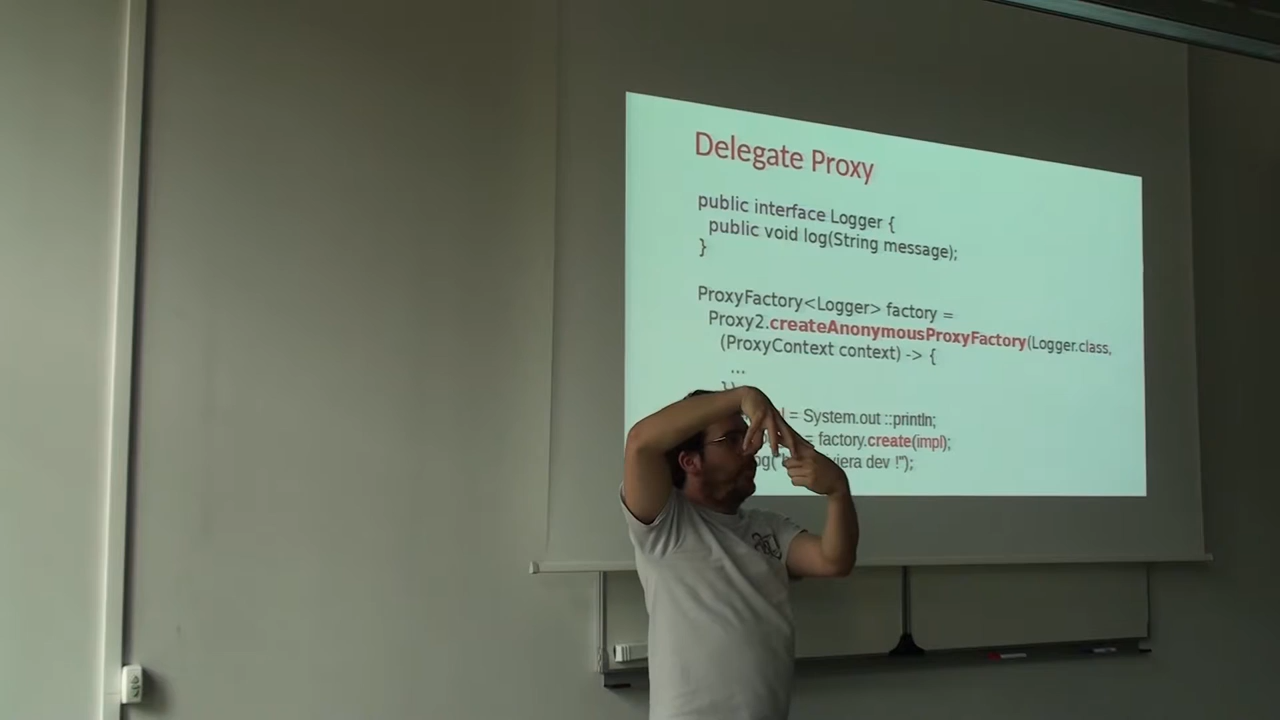 Delegate Proxy
public interface Logger {
public void log(String message);
}
ProxyFactory<Logger> factory =
Proxy2.createAnonymousProxyFactory(Logger.class,
(ProxyContext context) -> {
...
= System.out ::println;
= factory.create(impl);
dev !");